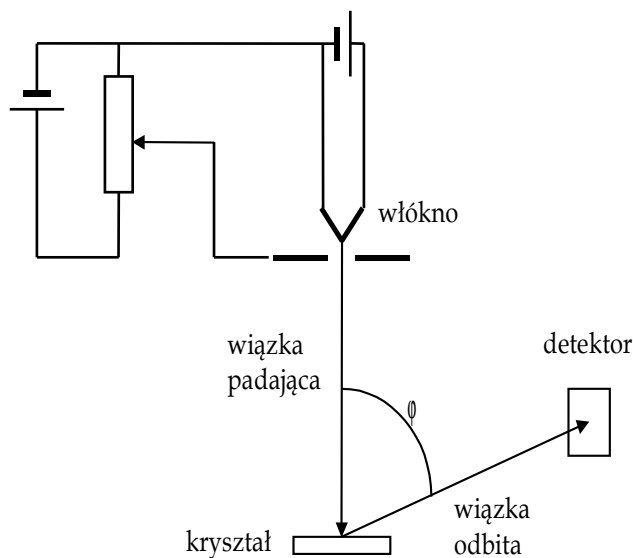 włókno
wiązka
padająca
detektor
φ
wiązka
odbita
kryształ